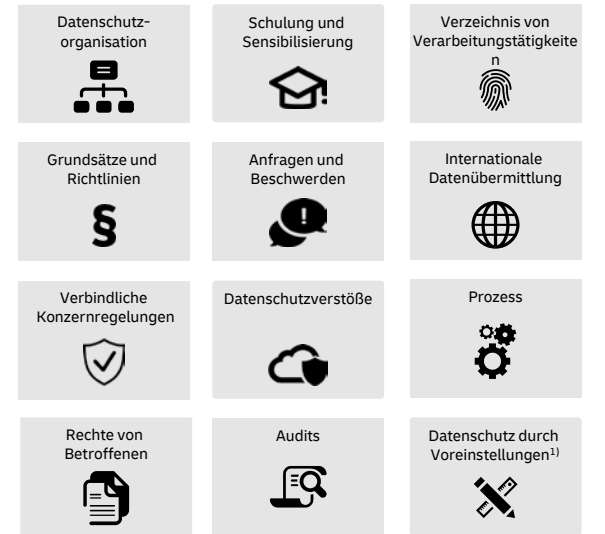 Datenschutz-
organisation
Schulung und
Sensibilisierung
Verzeichnis von
Verarbeitungstätigkeite
n
Grundsätze und
Richtlinien
§
Anfragen und
Beschwerden
!
Internationale
Datenübermittlung
Verbindliche
Konzernregelungen
Datenschutzverstöße
Prozess
Rechte von
Betroffenen
Audits
Datenschutz durch
Voreinstellungen¹⁾